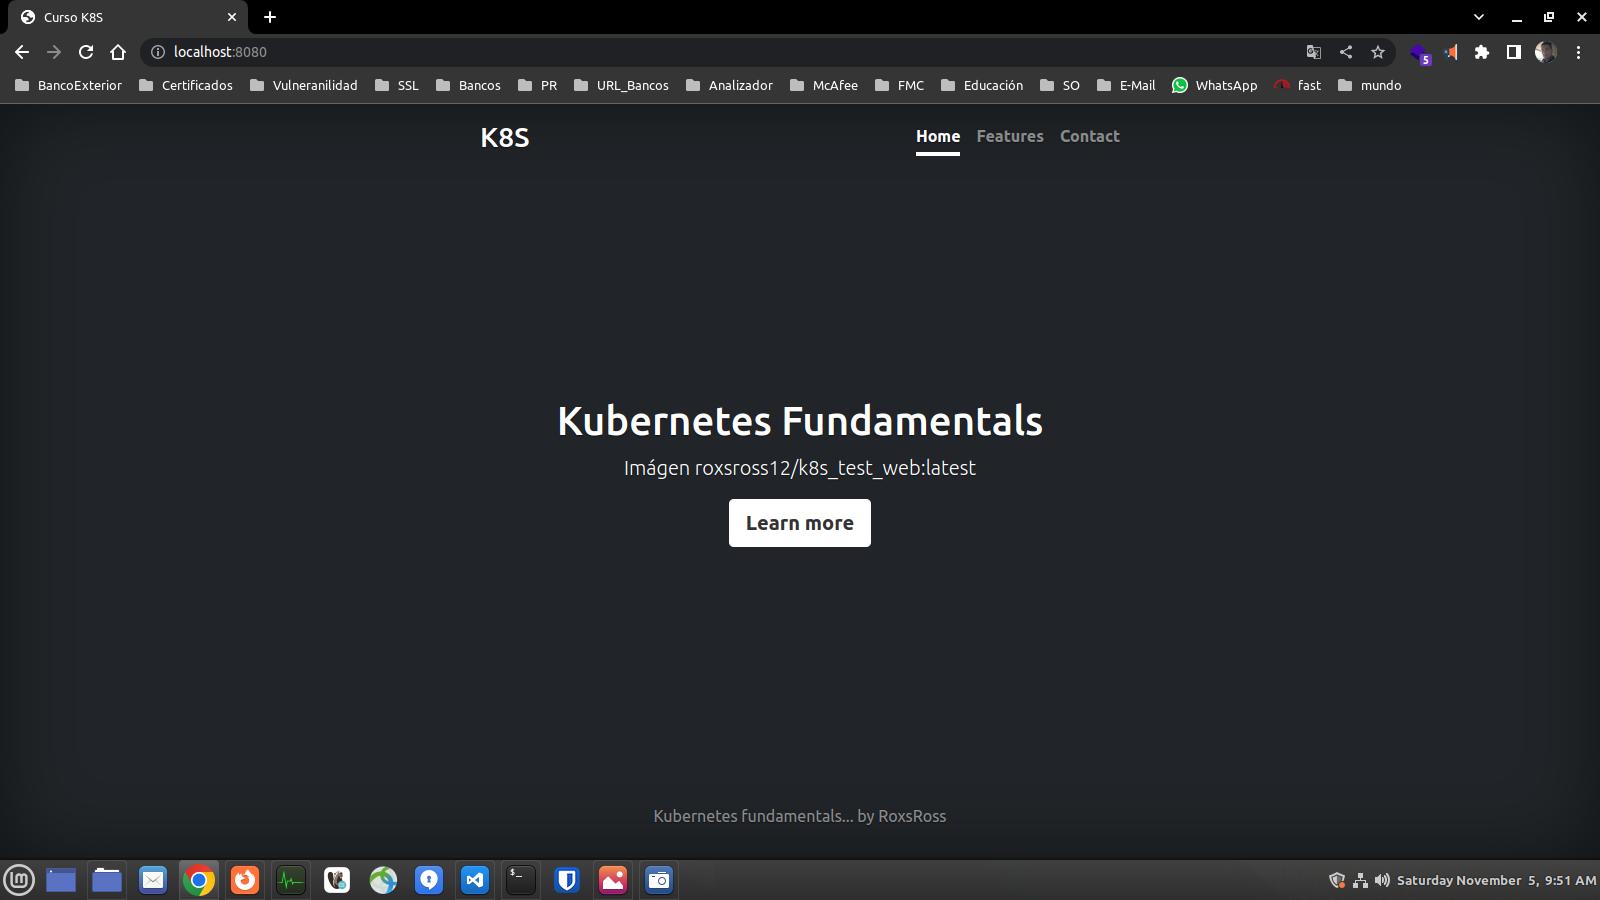 Curso K8S
localhost:8080
5
BancoExterior Certificados Vulneranilidad SSL Bancos PR URL_Bancos Analizador McAfee FMC Educación SO E-Mail WhatsApp fast mundo
K8S Home Features Contact
Kubernetes Fundamentals
Imágen roxsross12/k8s_test_web:latest
Learn more
Kubernetes fundamentals... by RoxsRoss
Saturday November 5, 9:51 AM